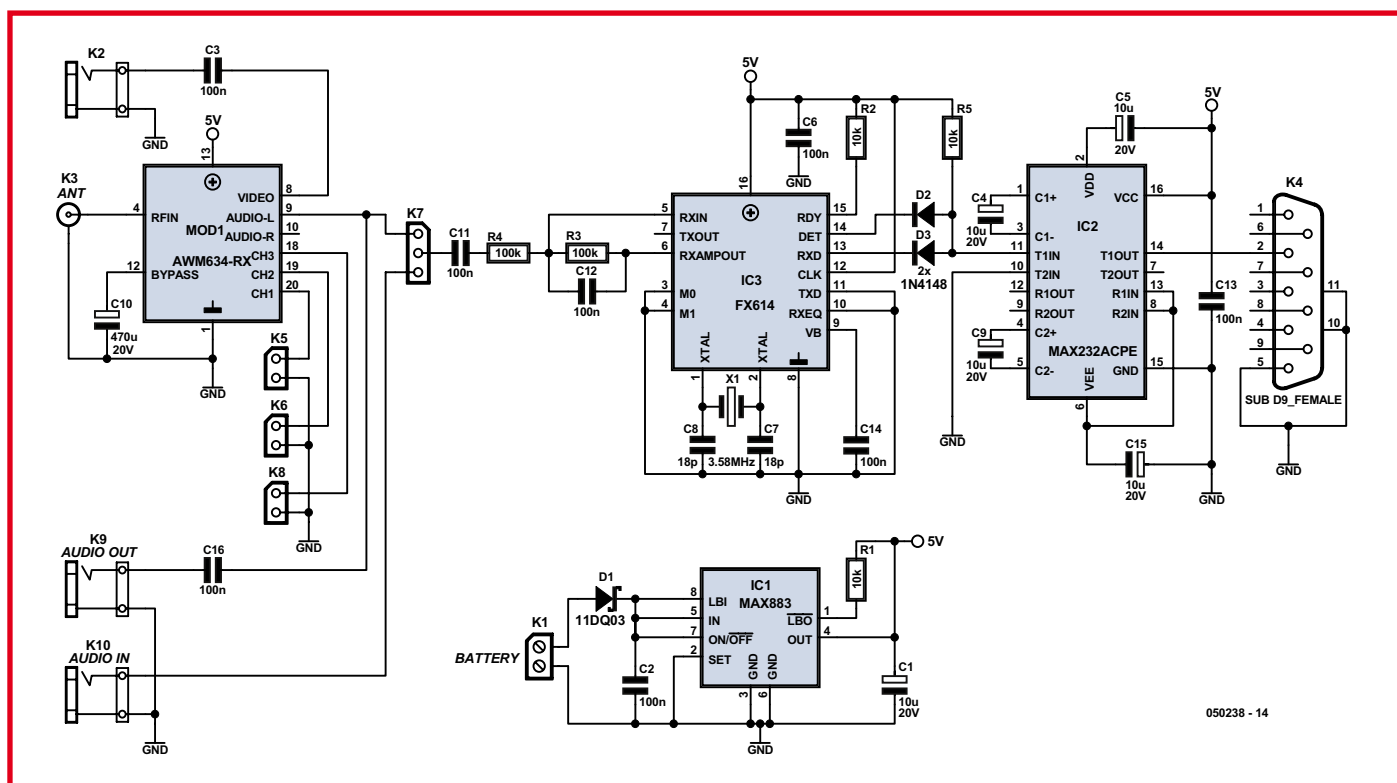 K2
C3
100n
GND
5V
13
K3
ANT
4
RFIN
VIDEO
8
AUDIO-L
9
MOD1
AUDIO-R
10
AWM634-RX
CH3
18
12
BYPASS
CH2
19
CH1
20
C10
470u
20V
1
GND
K5
K6
K8
GND
K7
C11
100n
R4
100k
R3
100k
C12
100n
K9
AUDIO OUT
C16
100n
K10
AUDIO IN
GND
5V
C6
100n
GND
R2
10k
R5
10k
16
5
RXIN
RDY
15
7
TXOUT
DET
14
6
RXAMPOUT
RXD
13
CLK
12
IC3
3
M0
TXD
11
4
M1
FX614
RXEQ
10
VB
9
XTAL
XTAL
1
2
8
X1
C8
18p
3.58MHz
C7
18p
C14
100n
GND
D2
D3
2x
1N4148
GND
C5
10u
20V
5V
2
VDD
C4
10u
20V
1
C1+
VCC
16
3
C1-
IC2
11
T1IN
T1OUT
14
10
T2IN
T2OUT
7
12
R1OUT
R1IN
13
9
R2OUT
R2IN
8
4
C2+
C9
10u
20V
MAX232ACPE
5
C2-
GND
15
VEE
6
C13
100n
C15
10u
20V
GND
K4
1
6
2
7
3
8
4
9
5
11
10
SUB D9_FEMALE
GND
BATTERY
K1
D1
11DQ03
C2
100n
IC1
MAX883
8
LBI
5
IN
LBO
1
7
ON/OFF
OUT
4
2
SET
GND
GND
3
6
R1
10k
5V
C1
10u
20V
GND
050238 - 14